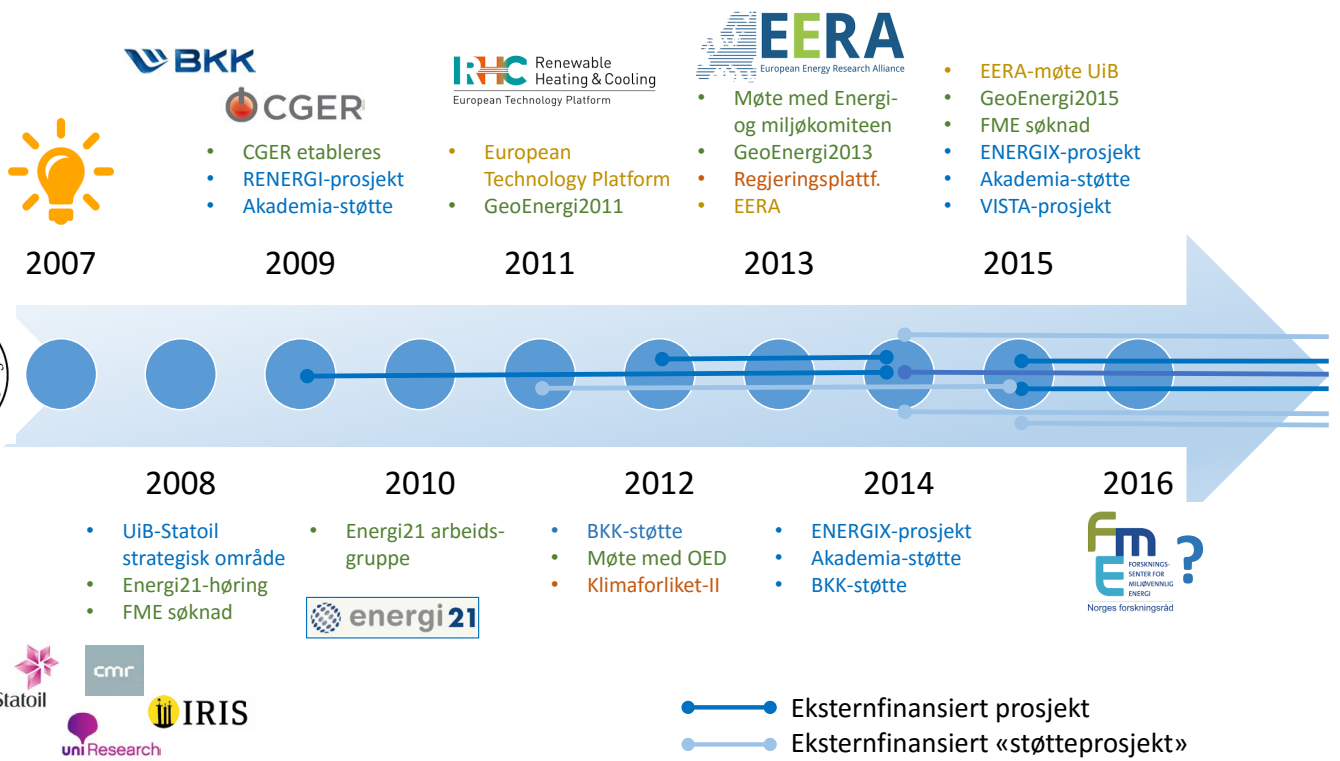 BKK
CGER
RHC Renewable
Heating & Cooling
European Technology Platform
EERA
European Energy Research Alliance
• CGER etableres
• RENERGI-prosjekt
• Akademia-støtte
• European
Technology Platform
• GeoEnergi2011
• Møte med Energi-
og miljøkomiteen
• GeoEnergi2013
• Regjeringsplattf.
• EERA
• EERA-møte UiB
• GeoEnergi2015
• FME søknad
• ENERGIX-prosjekt
• Akademia-støtte
• VISTA-prosjekt
2007
2009
2011
2013
2015
2008
2010
2012
2014
2016
• UiB-Statoil
strategisk område
• Energi21-høring
• FME søknad
• Energi21 arbeids-
gruppe
energi 21
• BKK-støtte
• Møte med OED
• Klimaforliket-II
• ENERGIX-prosjekt
• Akademia-støtte
• BKK-støtte
FME
FORSKNINGS-
SENTER FOR
MILJØVENNLIG
ENERGI
Norges forskningsråd
?
Statoil
cmr
uni Research
IRIS
Eksternfinansiert prosjekt
Eksternfinansiert «støtteprosjekt»